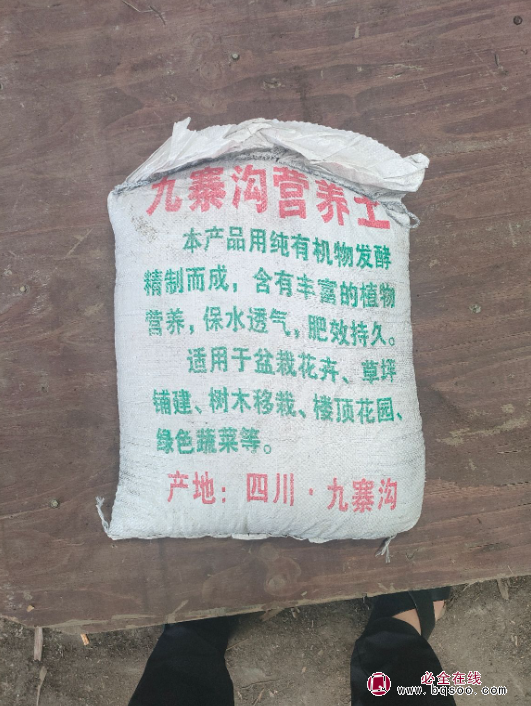 九寨沟营养土
本产品用纯有机物发酵
精制而成，含有丰富的植物
营养，保水透气，肥效持久。
适用于盆栽花卉、草坪
铺建、树木移栽、楼顶花园、
绿色蔬菜等。
产地：四川·九寨沟
必全在线
www.bqsoo.com